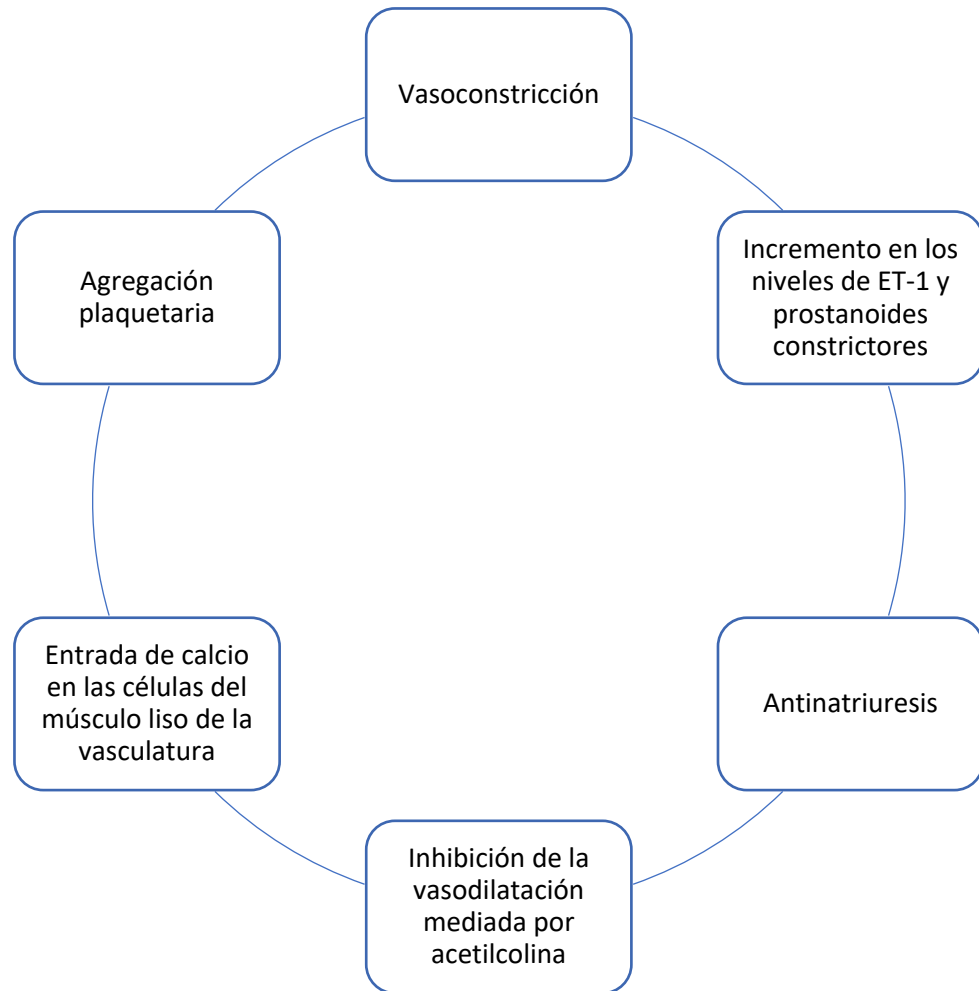 Vasoconstricción
Incremento en los
niveles de ET-1 y
prostanoides
constrictores
Antinatriuresis
Inhibición de la
vasodilatación
mediada por
acetilcolina
Entrada de calcio
en las células del
músculo liso de la
vasculatura
Agregación
plaquetaria